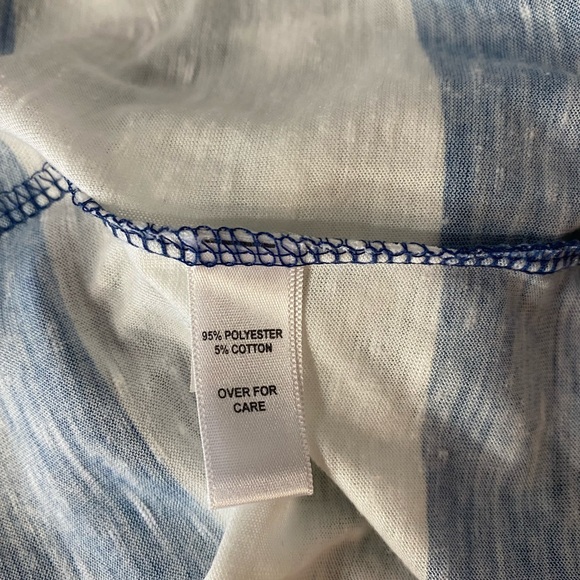 95% POLYESTER
5% COTTON
OVER FOR
CARE